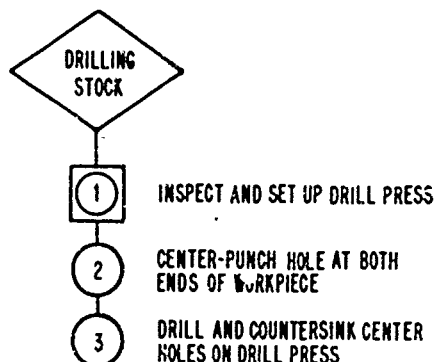 DRILLING
STOCK
1 INSPECT AND SET UP DRILL PRESS
2 CENTER-PUNCH HOLE AT BOTH
ENDS OF WORKPIECE
3 DRILL AND COUNTERSINK CENTER
HOLES ON DRILL PRESS